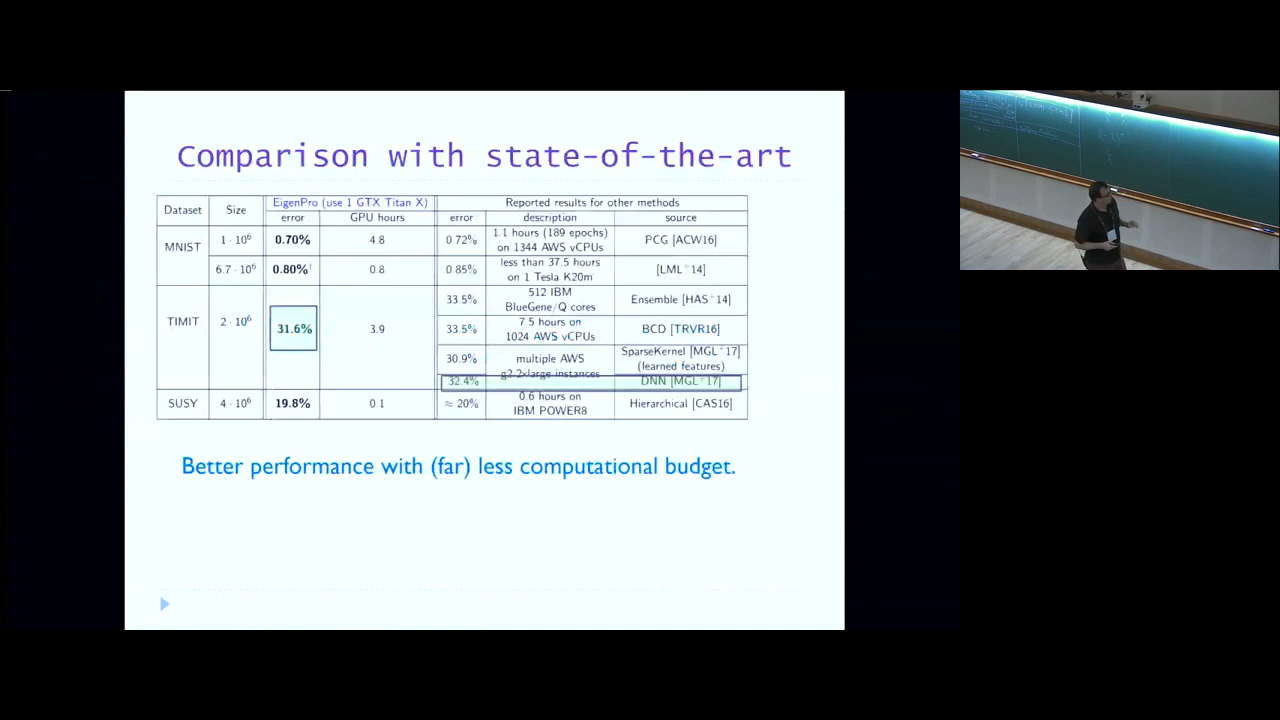 Comparison with state-of-the-art
Dataset Size EigenPro (use 1 GTX Titan X) Reported results for other methods
error GPU hours error description source
MNIST 1 · 10⁶ 0.70% 4.8 0.72% 1.1 hours (189 epochs) on 1344 AWS vCPUs PCG [ACW16]
6.7 · 10⁶ 0.80%† 0.8 0.85% less than 37.5 hours on 1 Tesla K20m [LML+14]
TIMIT 2 · 10⁶ 31.6% 3.9 33.5% 512 IBM BlueGene/Q cores Ensemble [HAS+14]
33.5% 7.5 hours on 1024 AWS vCPUs BCD [TRVR16]
30.9% multiple AWS g2.2xlarge instances SparseKernel [MGL+17] (learned features)
32.4% DNN [MGL+17]
SUSY 4 · 10⁶ 19.8% 0.1 ≈ 20% 0.6 hours on IBM POWER8 Hierarchical [CAS16]
Better performance with (far) less computational budget.